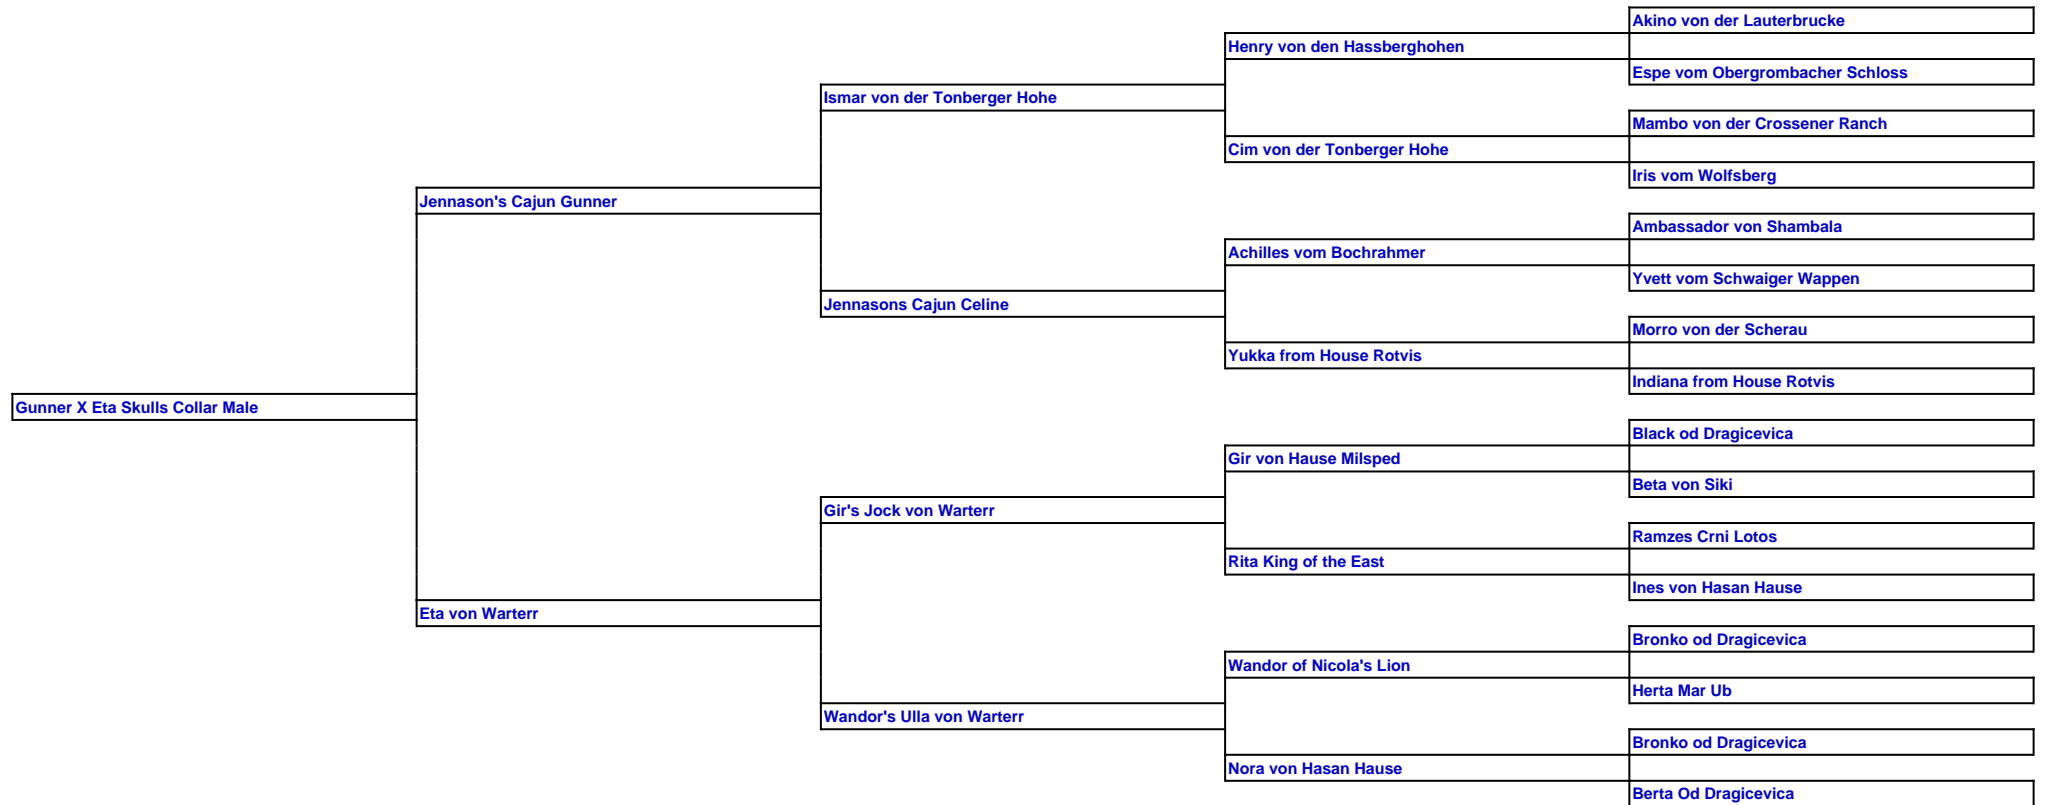 Akino von der Lauterbrucke
Henry von den Hassberghohen
Espe vom Obergrombacher Schloss
Ismar von der Tonberger Hohe
Mambo von der Crossener Ranch
Cim von der Tonberger Hohe
Iris vom Wolfsberg
Jennason's Cajun Gunner
Ambassador von Shambala
Achilles vom Bochrahmer
Yvett vom Schwaiger Wappen
Jennasons Cajun Celine
Morro von der Scherau
Yukka from House Rotvis
Indiana from House Rotvis
Gunner X Eta Skulls Collar Male
Black od Dragicevica
Gir von Hause Milsped
Beta von Siki
Gir's Jock von Warterr
Ramzes Crni Lotos
Rita King of the East
Ines von Hasan Hause
Eta von Warterr
Bronko od Dragicevica
Wandor of Nicola's Lion
Herta Mar Ub
Wandor's Ulla von Warterr
Bronko od Dragicevica
Nora von Hasan Hause
Berta Od Dragicevica